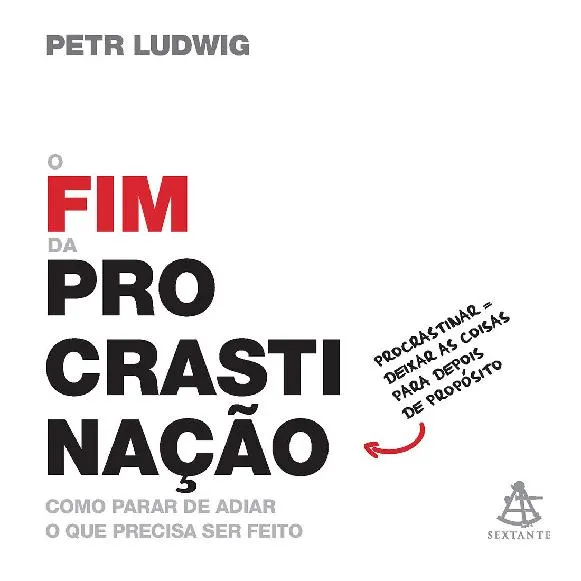 PETR LUDWIG
O
FIM
DA
PRO
CRASTI
NAÇÃO
PROCRASTINAR =
DEIXAR AS COISAS
PARA DEPOIS
DE PROPÓSITO
COMO PARAR DE ADIAR
O QUE PRECISA SER FEITO
SEXTANTE